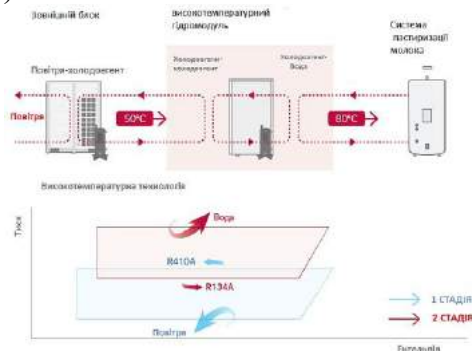 )
Зовнішній блок
високотемпературний
гідромодуль
Система
пастиризації
молока
Повітря-холодоагент
Холодоагент-
холодоагент
Холодоагент-
Вода
Повітря
50°C
80°C
Високотемпературна технологія
Тиск
Вода
R410A
R134A
Повітря
1 СТАДІЯ
2 СТАДІЯ
Ентальпія